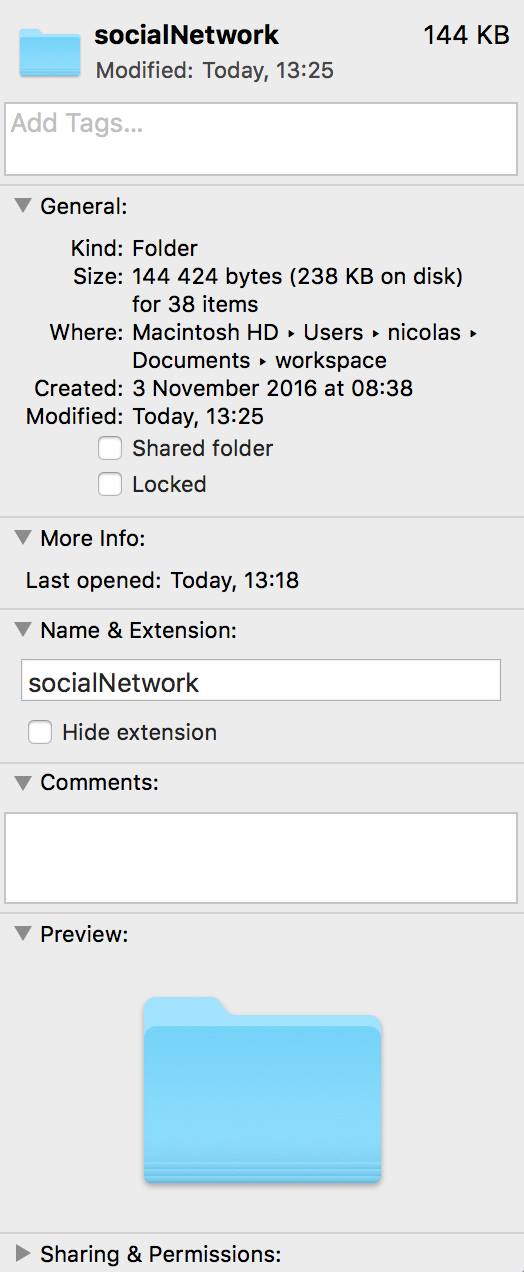 socialNetwork 144 KB
Modified: Today, 13:25
Add Tags...
General:
Kind: Folder
Size: 144 424 bytes (238 KB on disk)
for 38 items
Where: Macintosh HD ‣ Users ‣ nicolas ‣
Documents ‣ workspace
Created: 3 November 2016 at 08:38
Modified: Today, 13:25
Shared folder
Locked
More Info:
Last opened: Today, 13:18
Name & Extension:
socialNetwork
Hide extension
Comments:
Preview:
Sharing & Permissions: